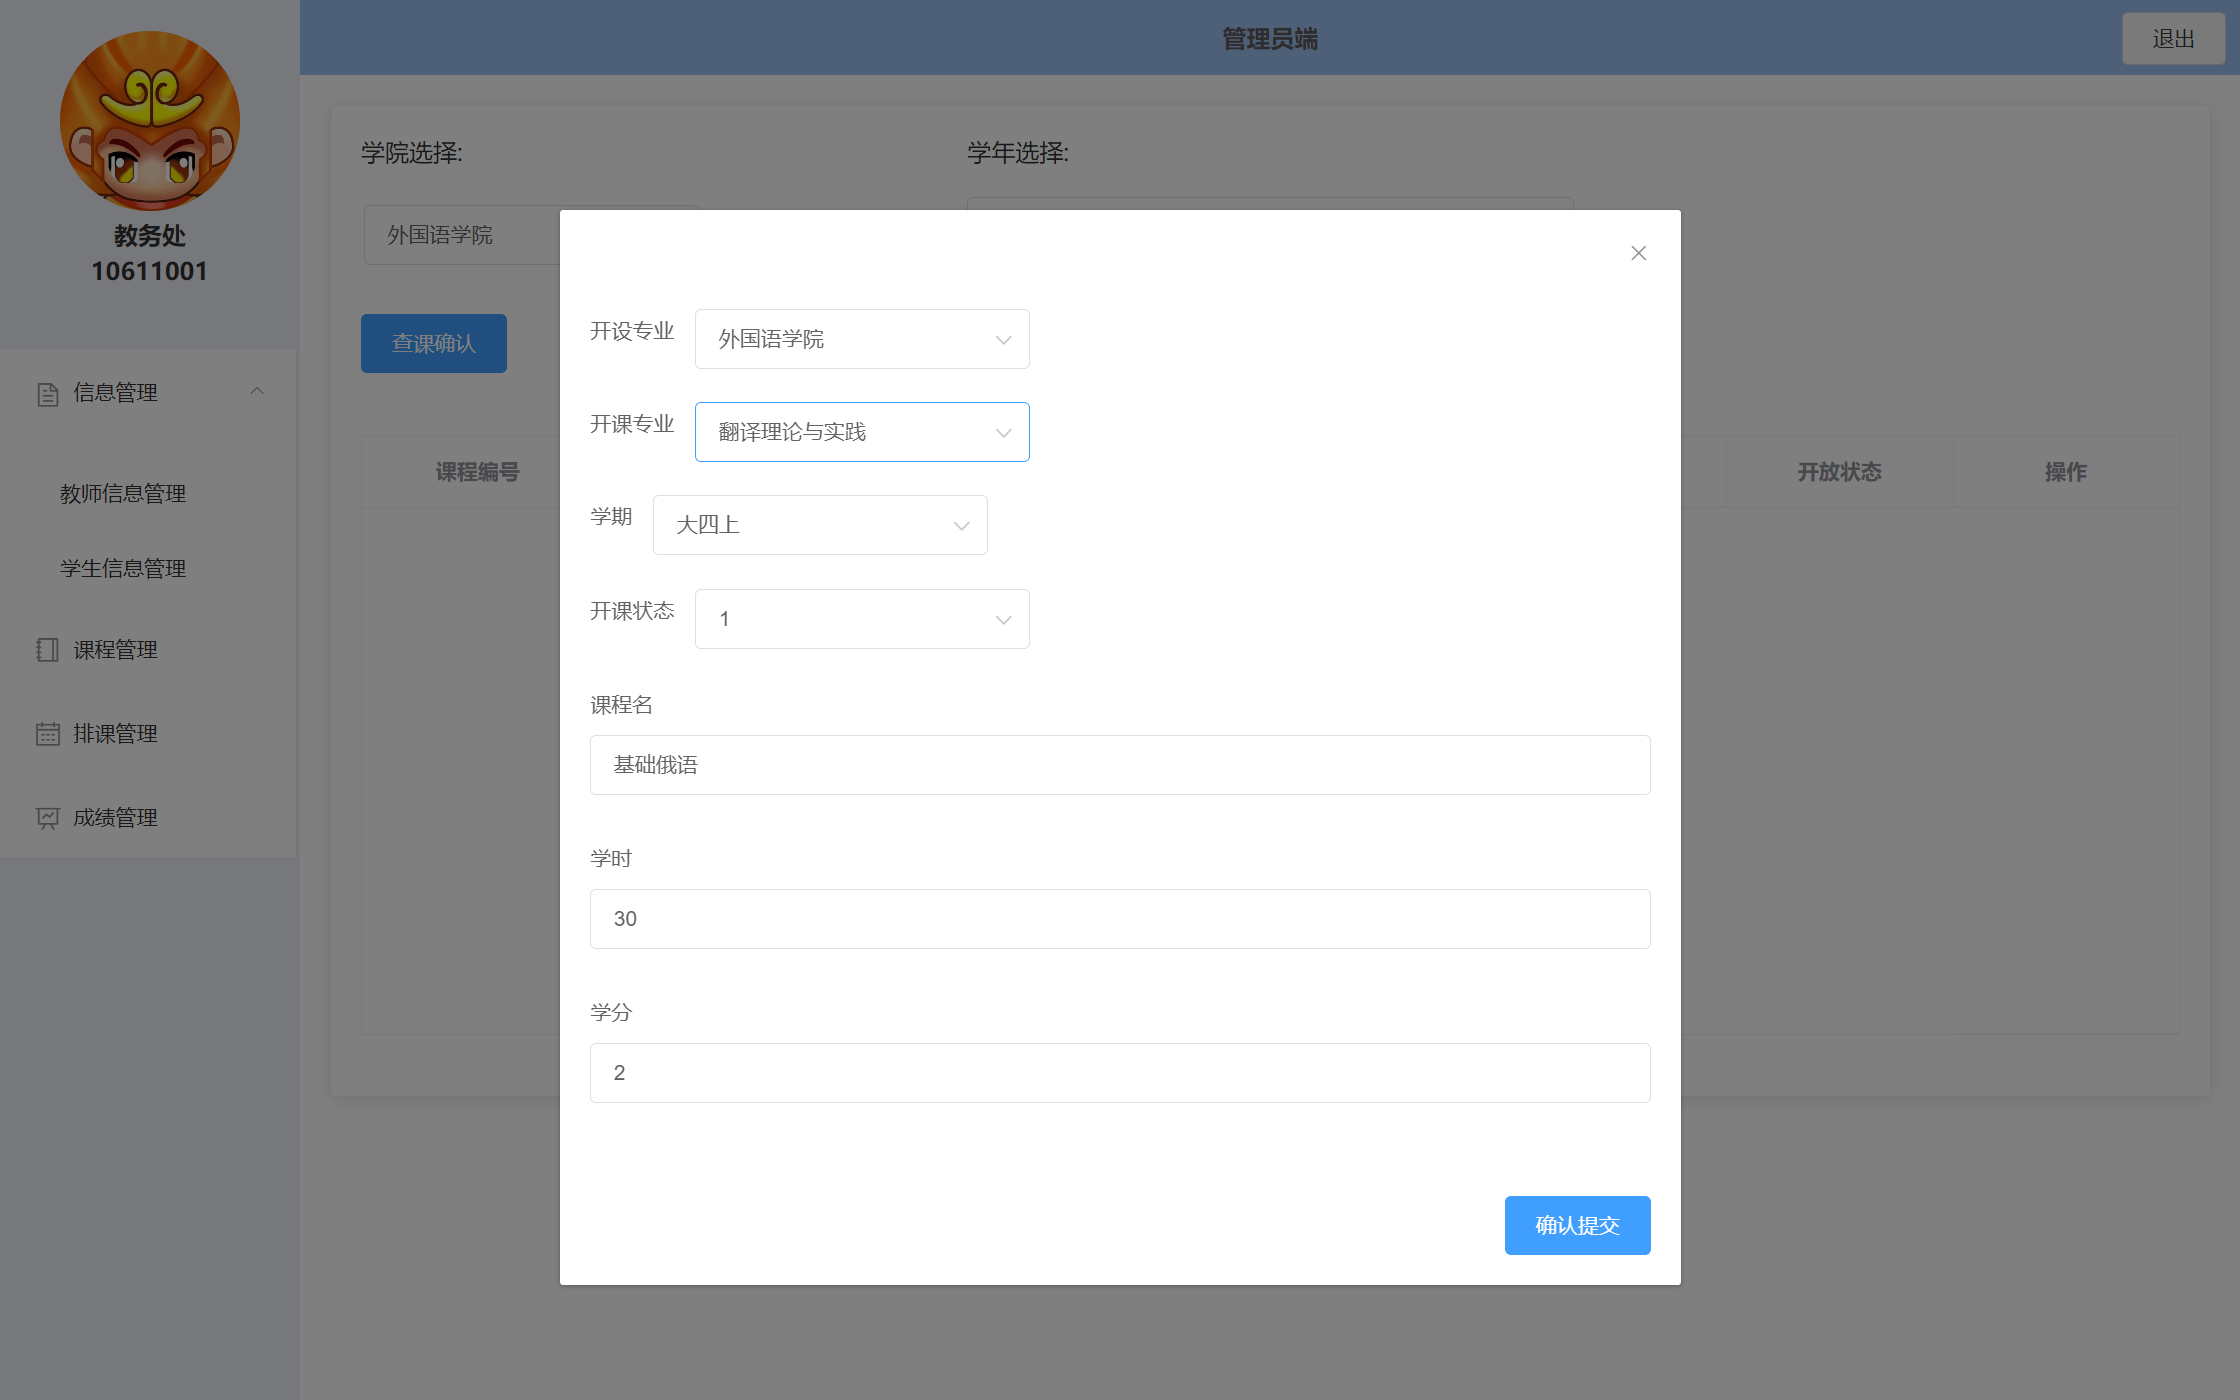 管理员端
退出
教务处
10611001
信息管理
教师信息管理
学生信息管理
课程管理
排课管理
成绩管理
学院选择:
学年选择:
外国语学院
查课确认
课程编号
开放状态
操作
开设专业
外国语学院
开课专业
翻译理论与实践
学期
大四上
开课状态
1
课程名
基础俄语
学时
30
学分
2
确认提交